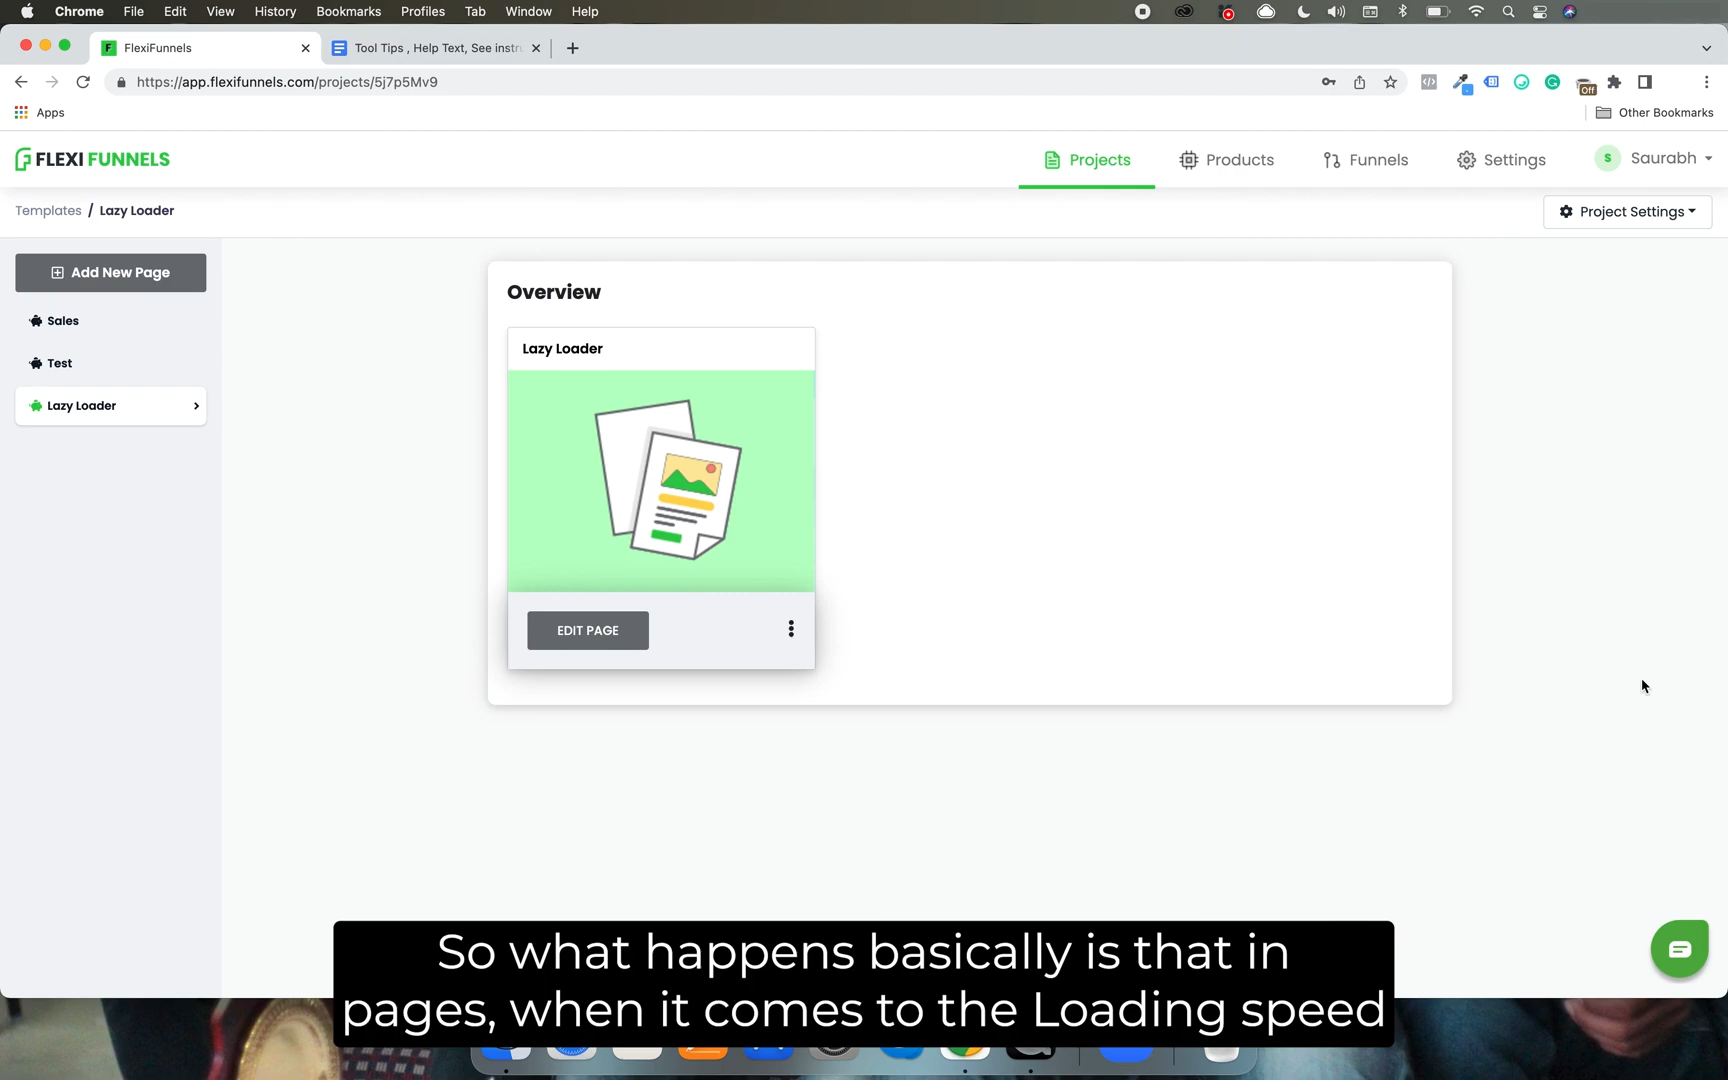 Chrome File Edit View History Bookmarks Profiles Tab Window Help
F FlexiFunnels
Tool Tips , Help Text, See instr
https://app.flexifunnels.com/projects/5j7p5Mv9
Off
Apps
Other Bookmarks
FLEXI FUNNELS
Projects
Products
Funnels
Settings
S Saurabh
Templates / Lazy Loader
Project Settings
Add New Page
Sales
Test
Lazy Loader
Overview
Lazy Loader
EDIT PAGE
So what happens basically is that in
pages, when it comes to the Loading speed